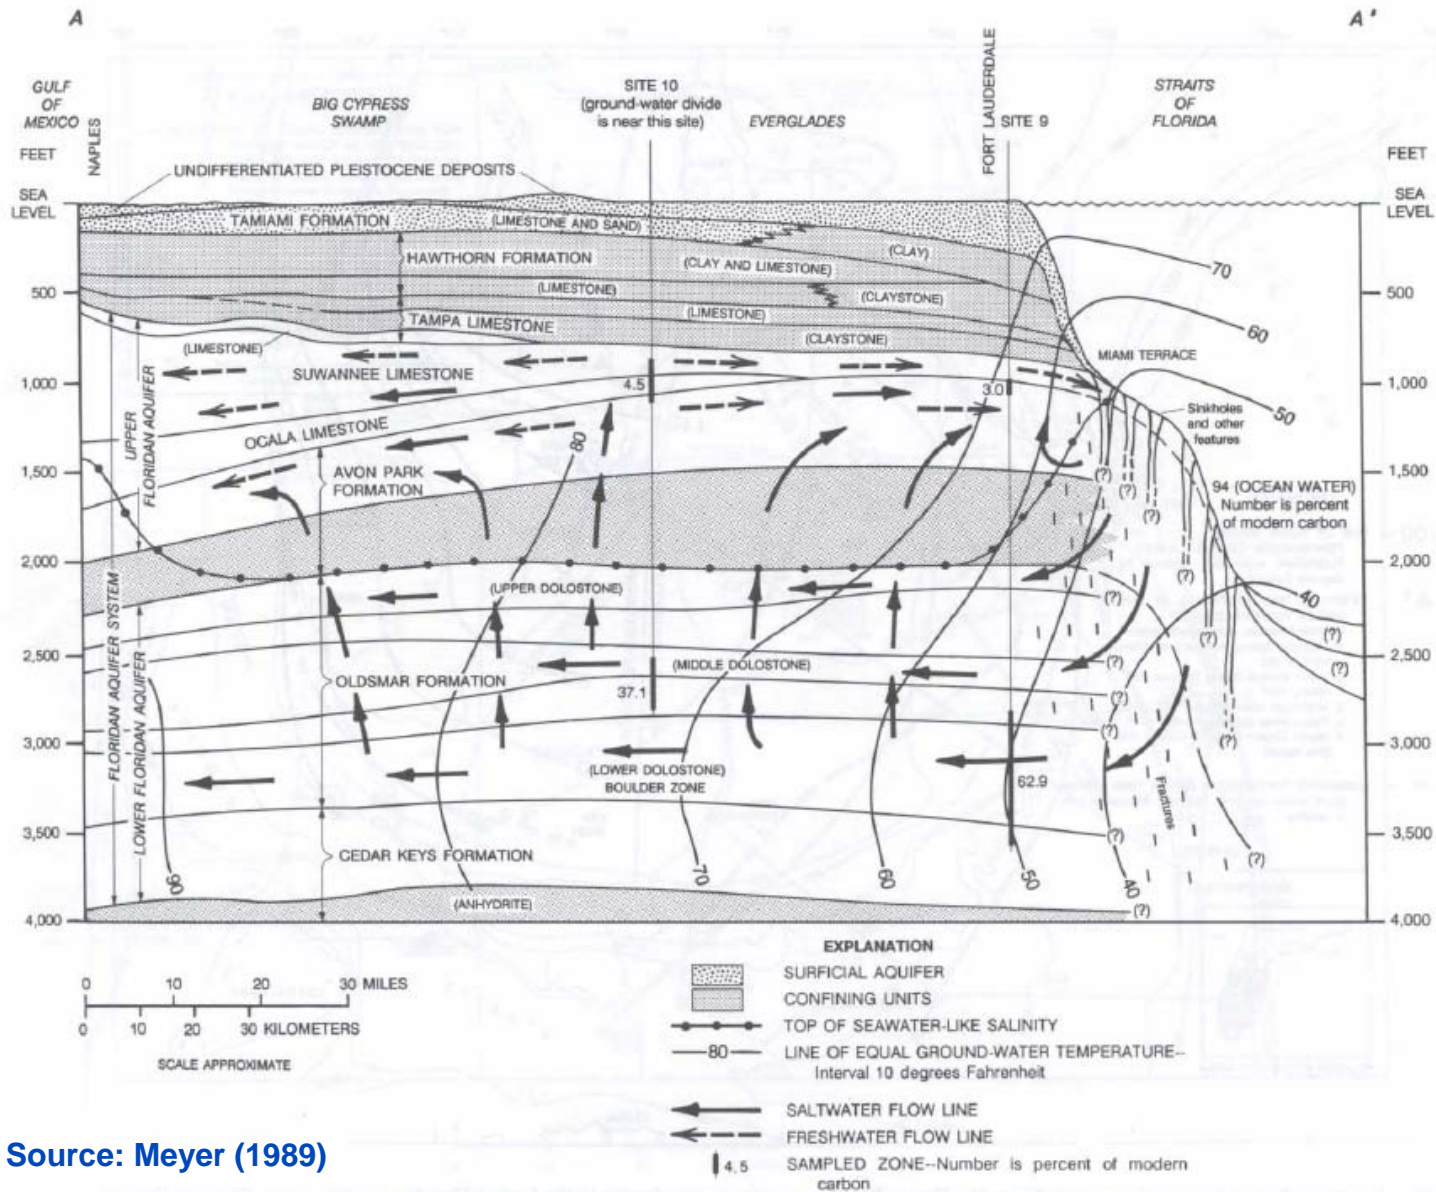 A
A'
GULF
OF
MEXICO
NAPLES
BIG CYPRESS
SWAMP
SITE 10
(ground-water divide
is near this site)
EVERGLADES
FORT LAUDERDALE
SITE 9
STRAITS
OF
FLORIDA
FEET
FEET
SEA
LEVEL
SEA
LEVEL
UNDIFFERENTIATED PLEISTOCENE DEPOSITS
TAMIAMI FORMATION
(LIMESTONE AND SAND)
HAWTHORN FORMATION
(CLAY AND LIMESTONE)
(CLAY)
70
500
(LIMESTONE)
(CLAYSTONE)
500
(LIMESTONE)
TAMPA LIMESTONE
60
(LIMESTONE)
(CLAYSTONE)
MIAMI TERRACE
SUWANNEE LIMESTONE
1,000
4.5
3.0
1,000
50
Sinkholes
and other
features
OCALA LIMESTONE
UPPER
FLORIDAN AQUIFER
80
AVON PARK
FORMATION
1,500
(?)
1,500
(?)
94 (OCEAN WATER)
Number is percent
of modern carbon
(?)
2,000
2,000
(?)
(UPPER DOLOSTONE)
(?)
40
FLORIDAN AQUIFER SYSTEM
LOWER FLORIDAN AQUIFER
(?)
(?)
2,500
(MIDDLE DOLOSTONE)
(?)
(?)
2,500
OLDSMAR FORMATION
37.1
(?)
(?)
(?)
3,000
(LOWER DOLOSTONE)
BOULDER ZONE
3,000
62.9
Fractures
3,500
(?)
3,500
CEDAR KEYS FORMATION
(?)
90
70
60
50
40
(ANHYDRITE)
(?)
4,000
4,000
EXPLANATION
SURFICIAL AQUIFER
CONFINING UNITS
TOP OF SEAWATER-LIKE SALINITY
80
LINE OF EQUAL GROUND-WATER TEMPERATURE--
Interval 10 degrees Fahrenheit
SALTWATER FLOW LINE
FRESHWATER FLOW LINE
4.5
SAMPLED ZONE--Number is percent of modern
carbon
0 10 20 30 MILES
0 10 20 30 KILOMETERS
SCALE APPROXIMATE
Source: Meyer (1989)